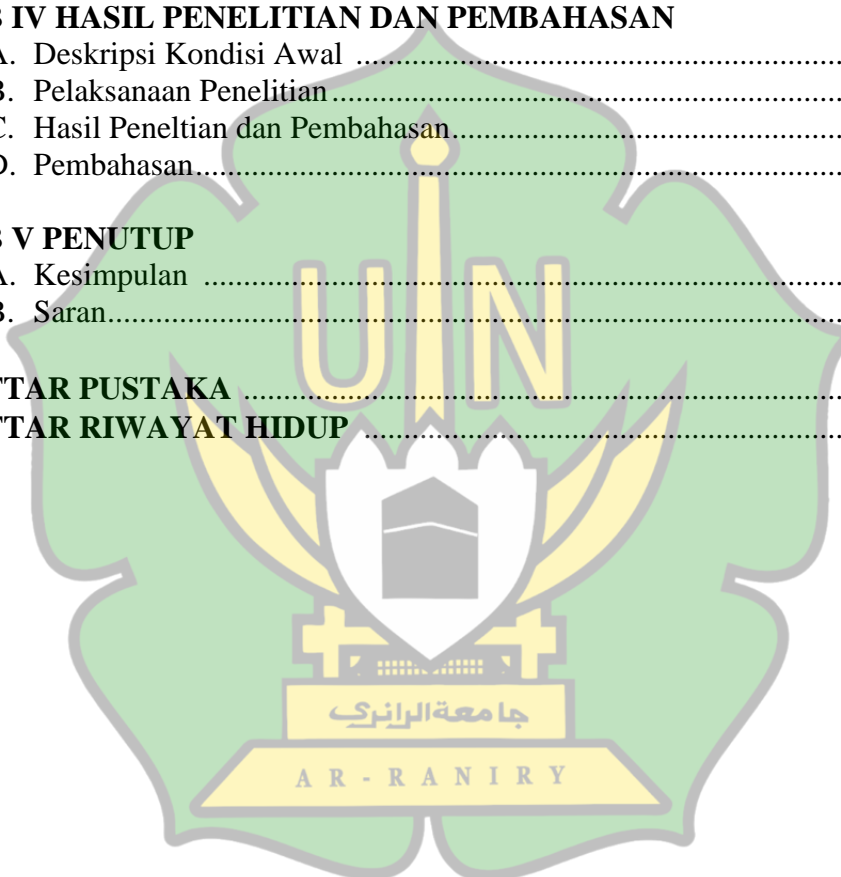 B IV HASIL PENELITIAN DAN PEMBAHASAN
A. Deskripsi Kondisi Awal ..........
B. Pelaksanaan Penelitian ..........
C. Hasil Peneltian dan Pembahasan ..........
D. Pembahasan ..........
B V PENUTUP
A. Kesimpulan ..........
B. Saran ..........
TAR PUSTAKA ..........
TAR RIWAYAT HIDUP ..........
UIN
جامعة الرانري
AR-RANIRY